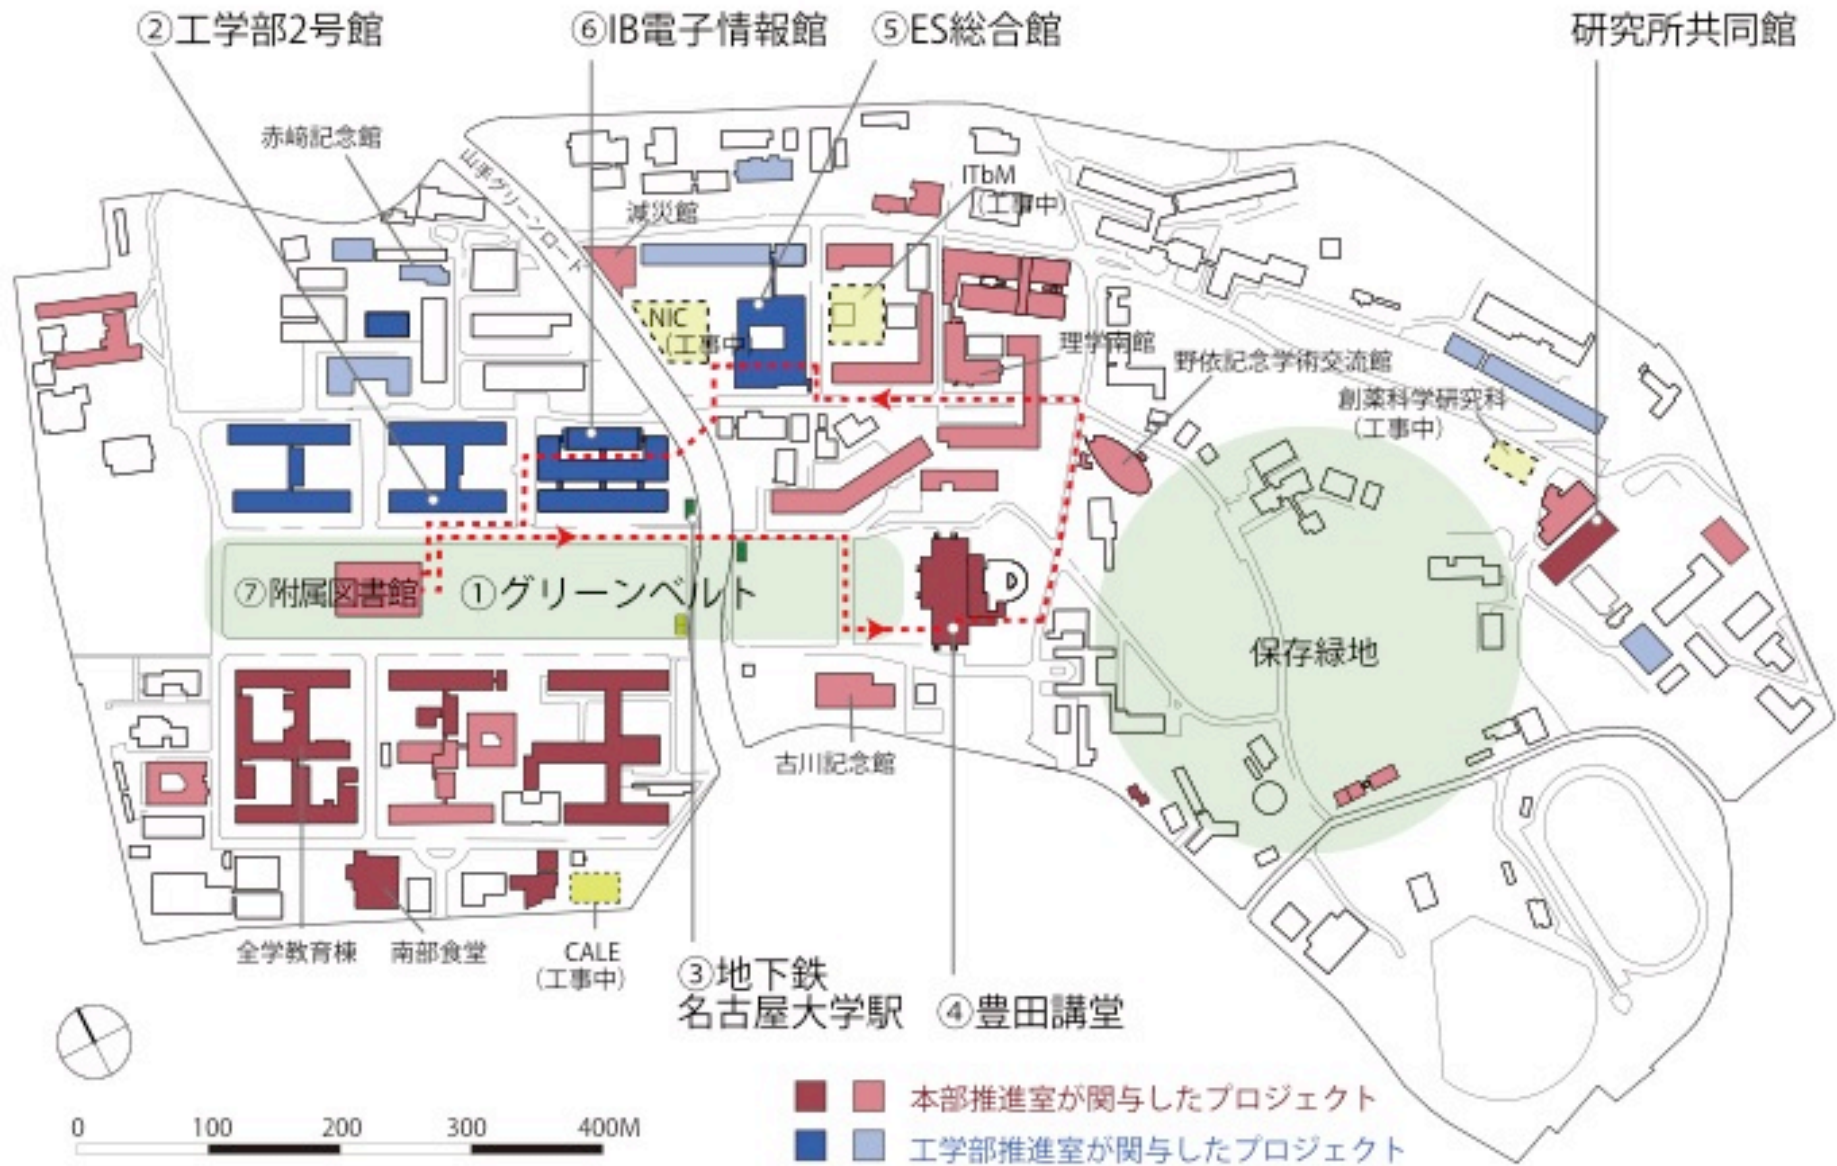 ②工学部2号館
⑥IB電子情報館
⑤ES総合館
研究所共同館
赤﨑記念館
山手グリーンロード
減災館
ITbM
(工事中)
NIC
(工事中)
理学南館
野依記念学術交流館
創薬科学研究科
(工事中)
⑦附属図書館
①グリーンベルト
保存緑地
古川記念館
全学教育棟
南部食堂
CALE
(工事中)
③地下鉄
名古屋大学駅
④豊田講堂
0 100 200 300 400M
本部推進室が関与したプロジェクト
工学部推進室が関与したプロジェクト